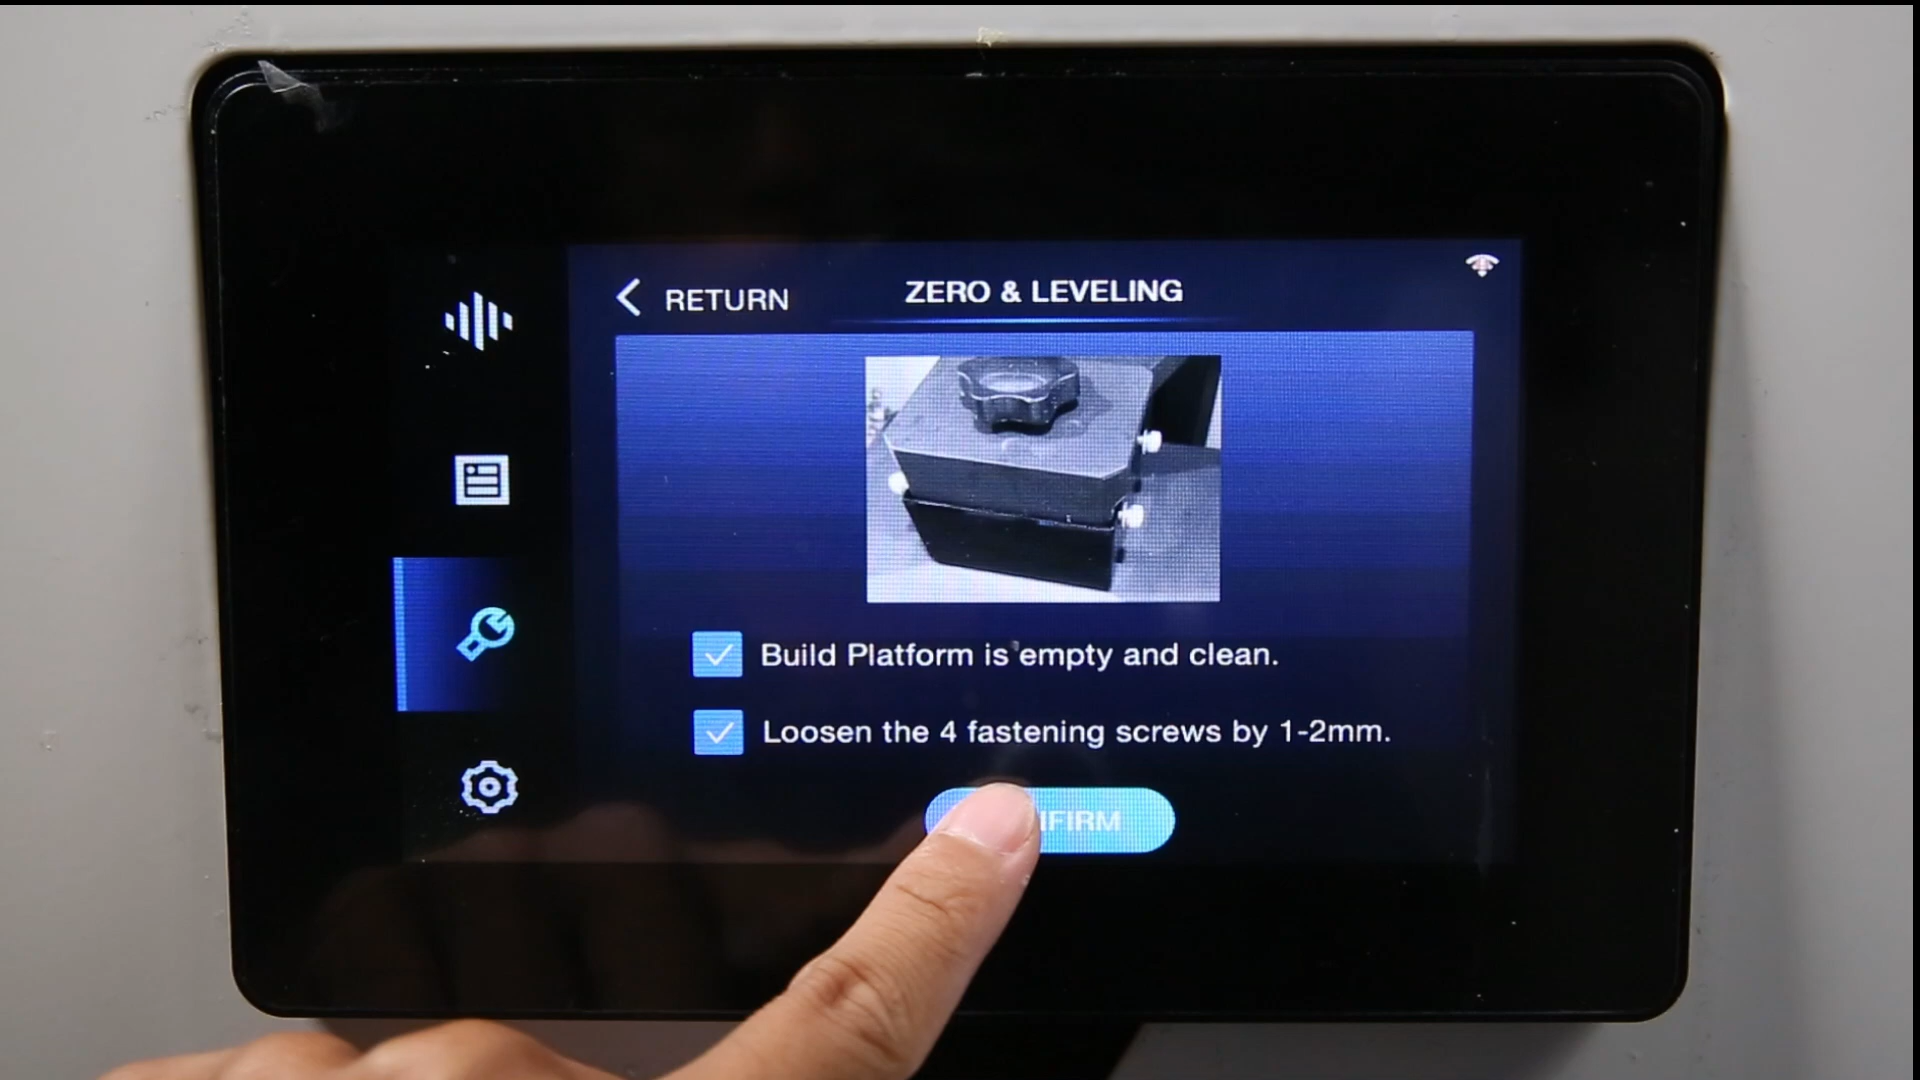 RETURN
ZERO & LEVELING
Build Platform is empty and clean.
Loosen the 4 fastening screws by 1-2mm.